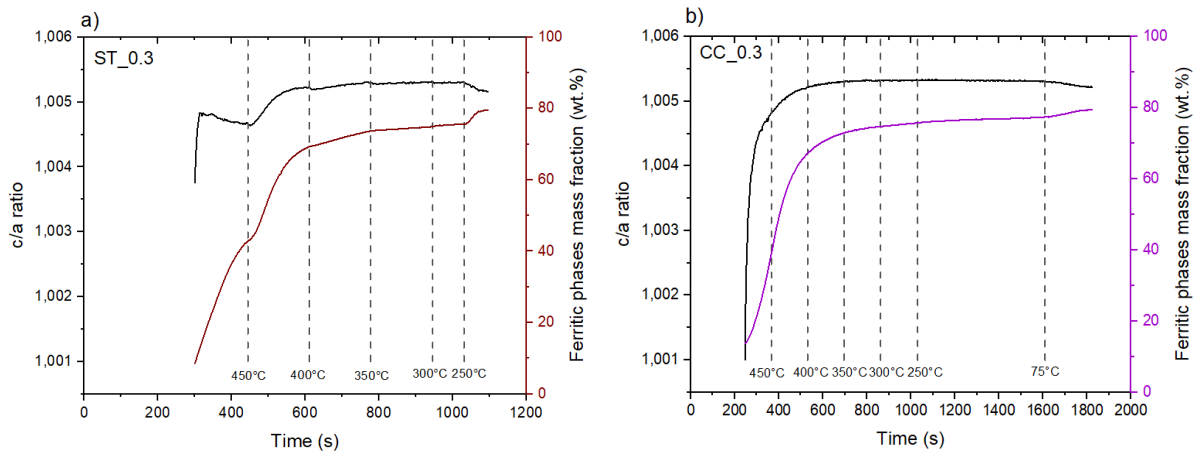 a)
ST_0.3
1,006
1,005
1,004
1,003
1,002
1,001
c/a ratio
100
80
60
40
20
0
Ferritic phases mass fraction (wt.%)
450°C
400°C
350°C
300°C
250°C
0
200
400
600
800
1000
1200
Time (s)
b)
CC_0.3
1,006
1,005
1,004
1,003
1,002
1,001
c/a ratio
100
80
60
40
20
0
Ferritic phases mass fraction (wt.%)
450°C
400°C
350°C
300°C
250°C
75°C
0
200
400
600
800
1000
1200
1400
1600
1800
2000
Time (s)